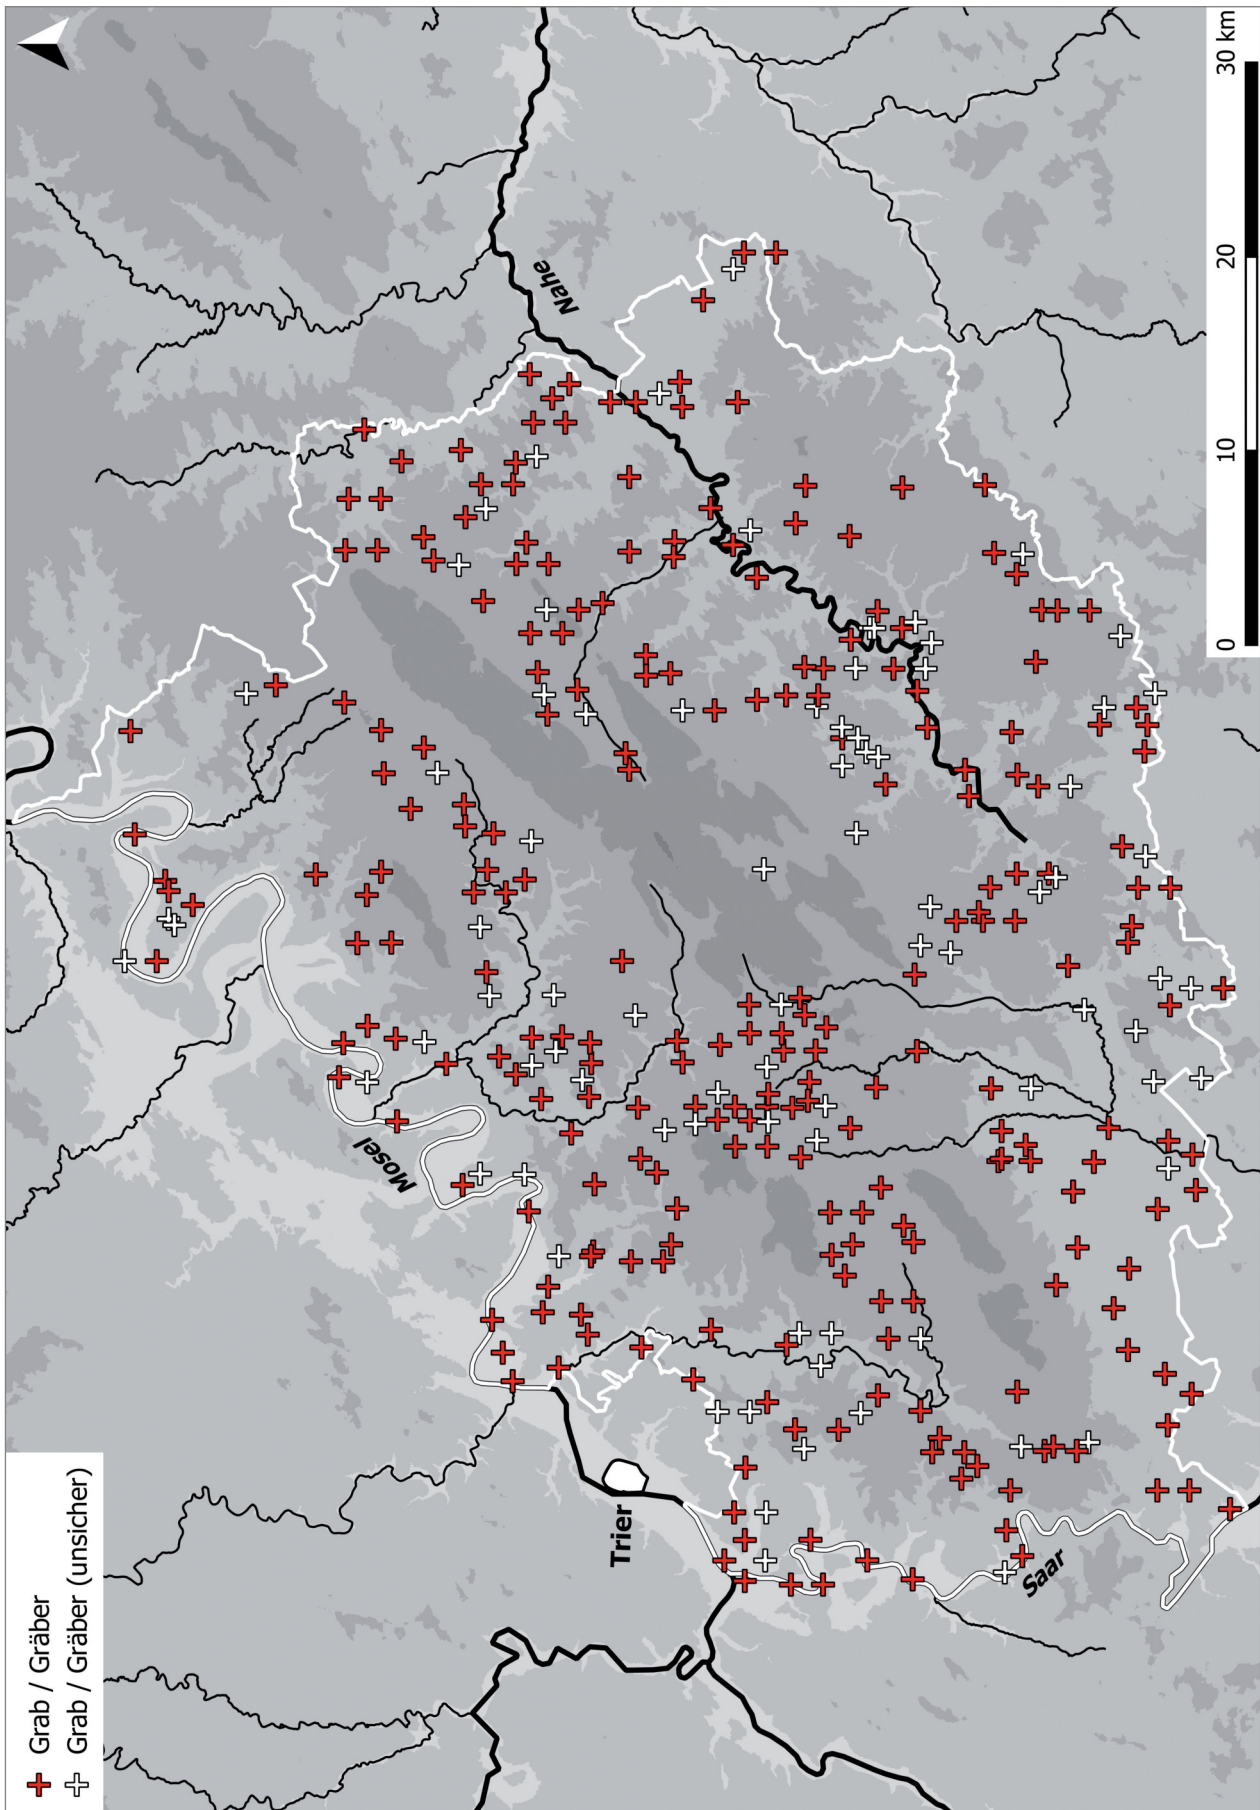 Grab / Gräber
Grab / Gräber (unsicher)
Mosel
Nahe
Trier
Saar
0 10 20 30 km